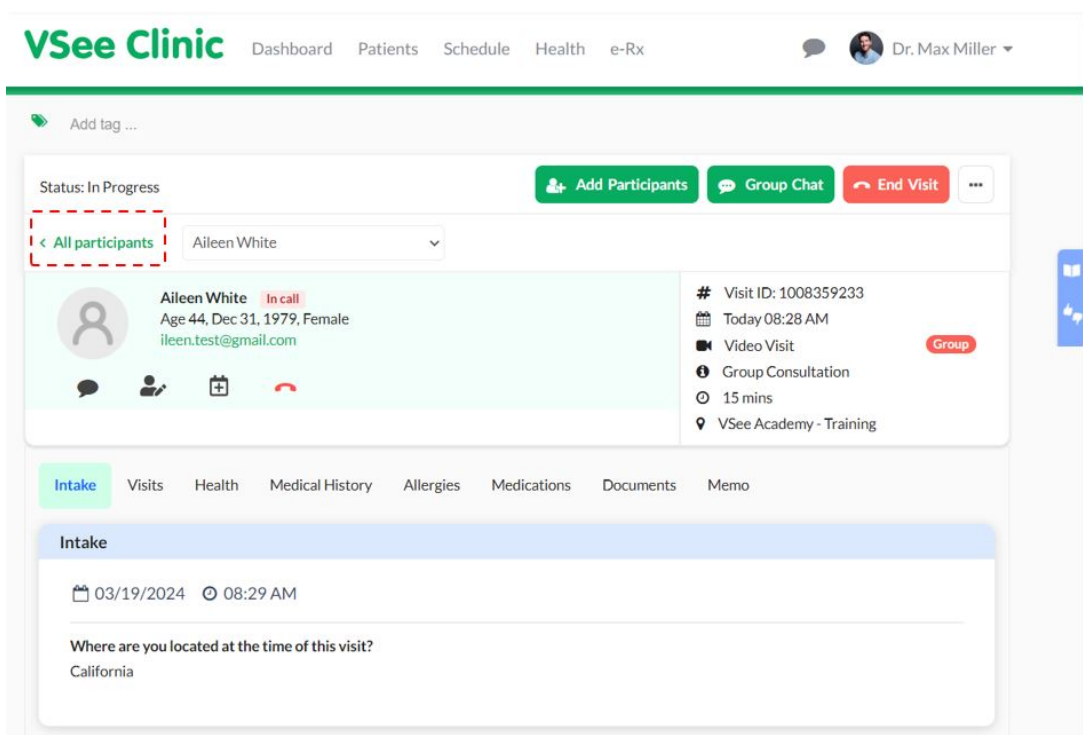 VSee Clinic Dashboard Patients Schedule Health e-Rx Dr. Max Miller
Add tag ...
Status: In Progress Add Participants Group Chat End Visit ...
< All participants Aileen White
Aileen White In call
Age 44, Dec 31, 1979, Female
ileen.test@gmail.com
# Visit ID: 1008359233
Today 08:28 AM
Video Visit Group
Group Consultation
15 mins
VSee Academy - Training
Intake Visits Health Medical History Allergies Medications Documents Memo
Intake
03/19/2024 08:29 AM
Where are you located at the time of this visit?
California